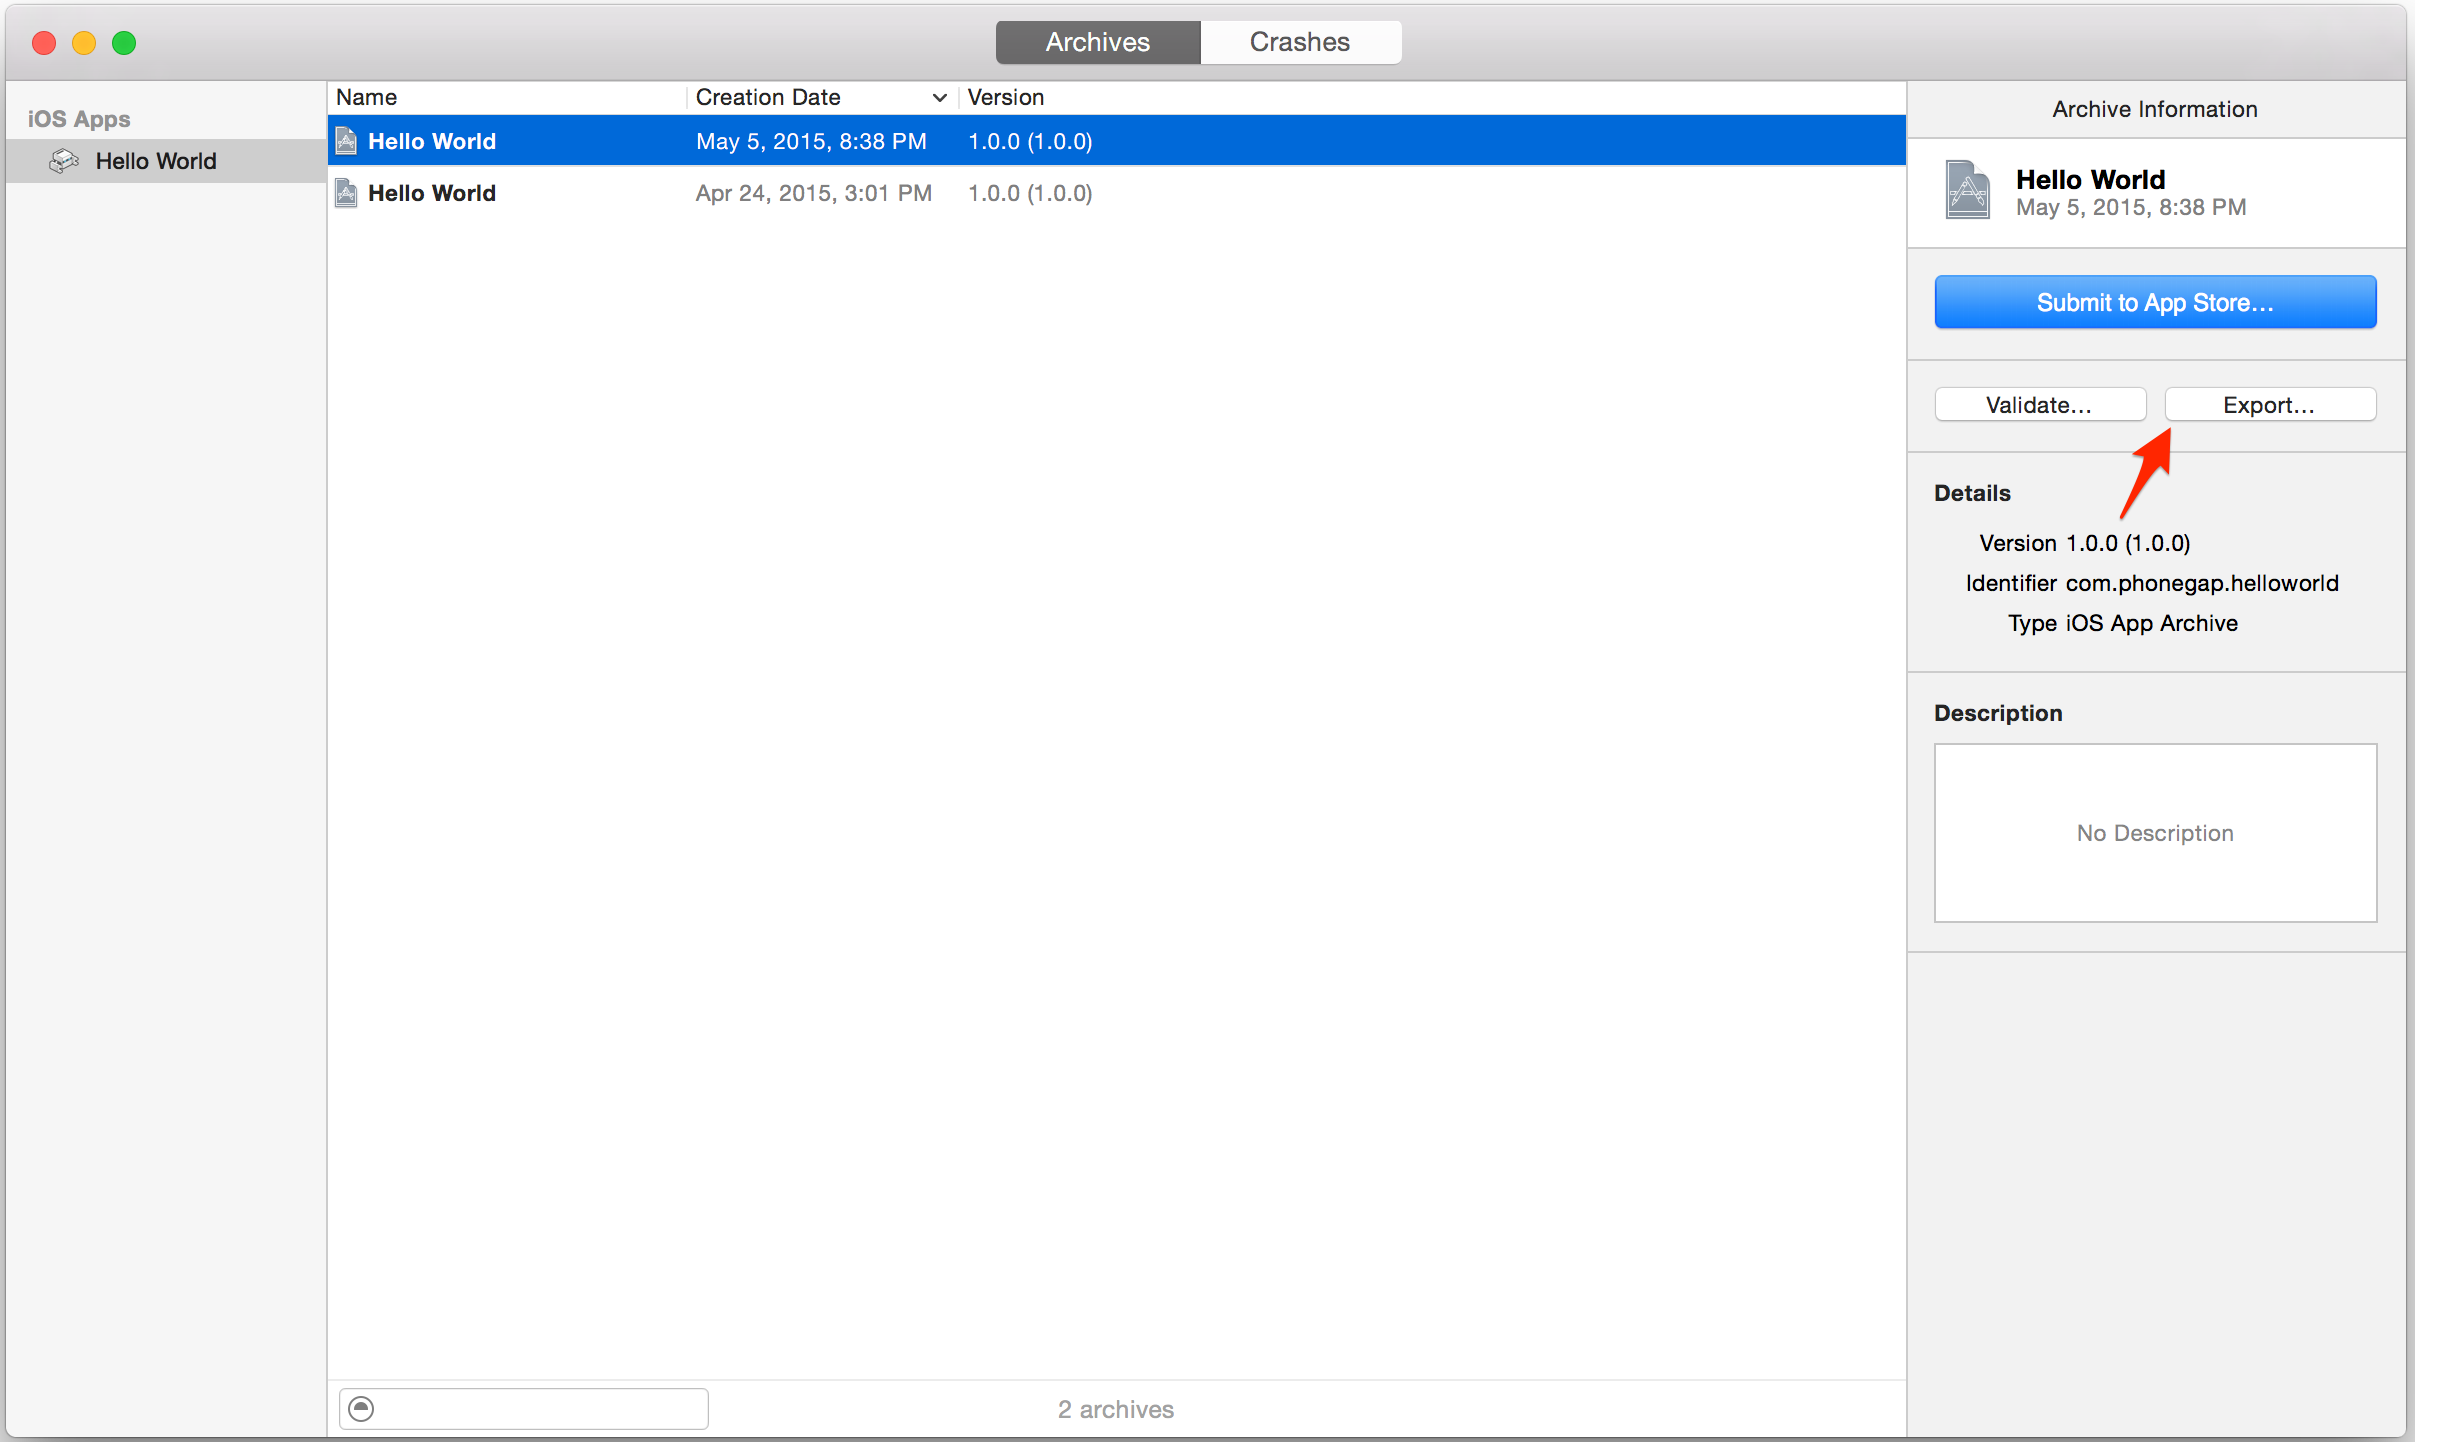 Archives Crashes
iOS Apps
Hello World
Name Creation Date Version
Hello World May 5, 2015, 8:38 PM 1.0.0 (1.0.0)
Hello World Apr 24, 2015, 3:01 PM 1.0.0 (1.0.0)
2 archives
Archive Information
Hello World
May 5, 2015, 8:38 PM
Submit to App Store...
Validate... Export...
Details
Version 1.0.0 (1.0.0)
Identifier com.phonegap.helloworld
Type iOS App Archive
Description
No Description